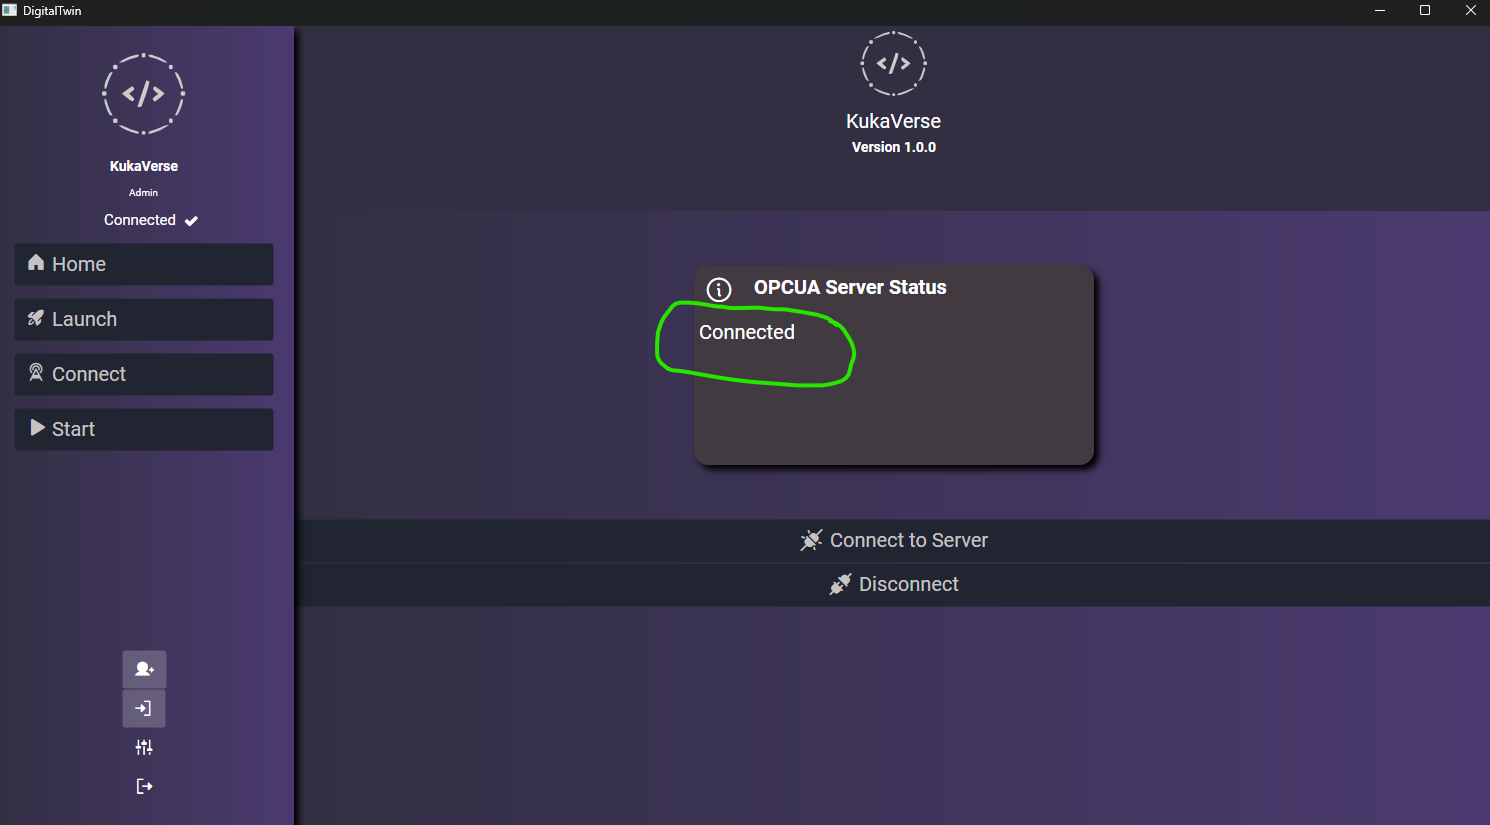 DigitalTwin
</>
KukaVerse
Admin
Connected
Home
Launch
Connect
Start
</>
KukaVerse
Version 1.0.0
OPCUA Server Status
Connected
Connect to Server
Disconnect